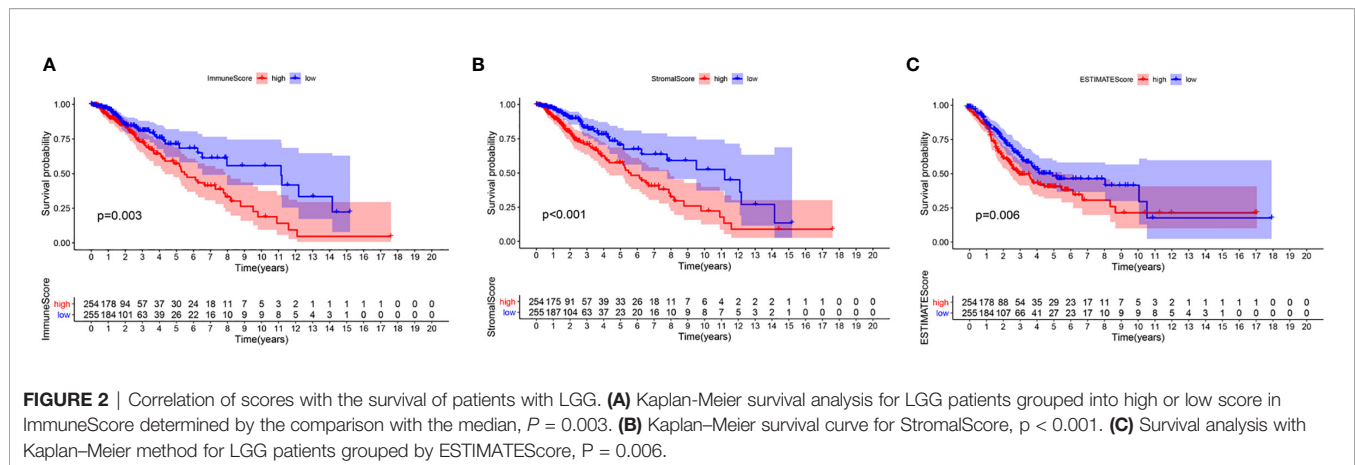 A
ImmuneScore high low
1.00
0.75
0.50
0.25
0.00
Survival probability
p=0.003
0 1 2 3 4 5 6 7 8 9 10 11 12 13 14 15 16 17 18 19 20
Time(years)
ImmuneScore
high 254 178 94 57 37 30 24 18 11 7 5 3 2 1 1 1 1 1 0 0 0
low 255 184 101 63 39 26 22 16 10 9 9 8 5 4 3 1 0 0 0 0 0
0 1 2 3 4 5 6 7 8 9 10 11 12 13 14 15 16 17 18 19 20
Time(years)
B
StromalScore high low
1.00
0.75
0.50
0.25
0.00
Survival probability
p<0.001
0 1 2 3 4 5 6 7 8 9 10 11 12 13 14 15 16 17 18 19 20
Time(years)
StromalScore
high 254 175 91 57 39 33 26 18 11 7 6 4 2 2 2 1 1 1 0 0 0
low 255 187 104 63 37 23 20 16 10 9 8 7 5 3 2 1 0 0 0 0 0
0 1 2 3 4 5 6 7 8 9 10 11 12 13 14 15 16 17 18 19 20
Time(years)
C
ESTIMATEScore high low
1.00
0.75
0.50
0.25
0.00
Survival probability
p=0.006
0 1 2 3 4 5 6 7 8 9 10 11 12 13 14 15 16 17 18 19 20
Time(years)
ESTIMATEScore
high 254 178 88 54 35 29 23 17 11 7 5 3 2 1 1 1 1 1 0 0 0
low 255 184 107 66 41 27 23 17 10 9 9 8 5 4 3 1 0 0 0 0 0
0 1 2 3 4 5 6 7 8 9 10 11 12 13 14 15 16 17 18 19 20
Time(years)
FIGURE 2 | Correlation of scores with the survival of patients with LGG. (A) Kaplan-Meier survival analysis for LGG patients grouped into high or low score in
ImmuneScore determined by the comparison with the median, P = 0.003. (B) Kaplan–Meier survival curve for StromalScore, p < 0.001. (C) Survival analysis with
Kaplan–Meier method for LGG patients grouped by ESTIMATEScore, P = 0.006.